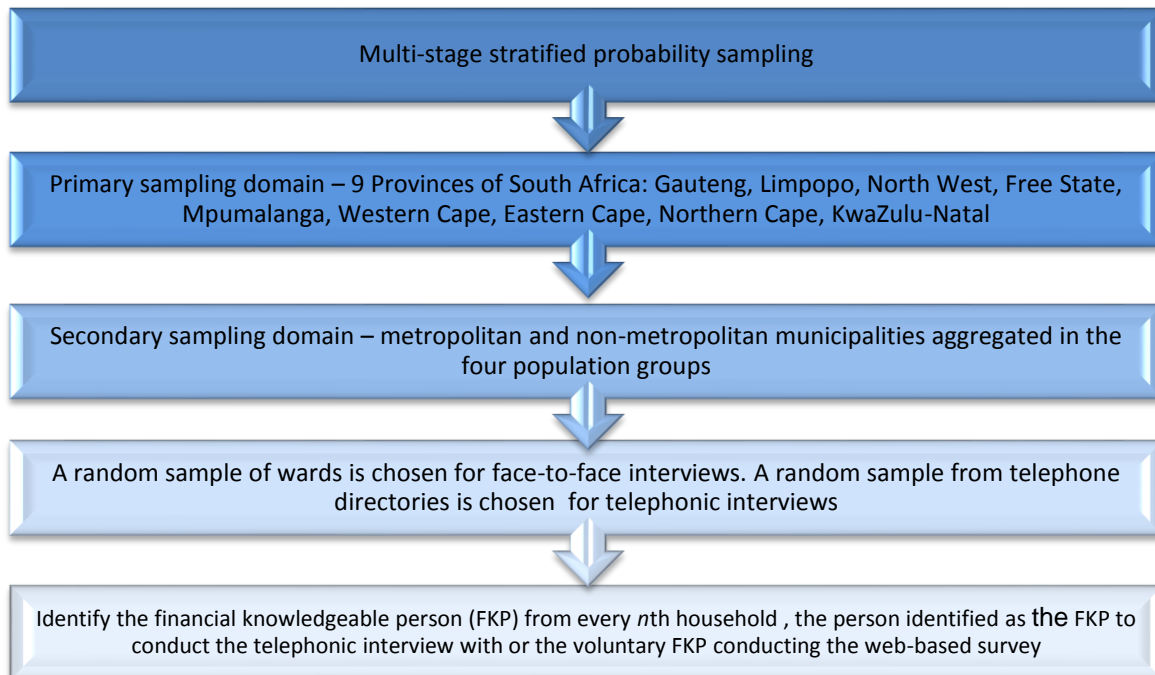 Multi-stage stratified probability sampling
Primary sampling domain – 9 Provinces of South Africa: Gauteng, Limpopo, North West, Free State,
Mpumalanga, Western Cape, Eastern Cape, Northern Cape, KwaZulu-Natal
Secondary sampling domain – metropolitan and non-metropolitan municipalities aggregated in the
four population groups
A random sample of wards is chosen for face-to-face interviews. A random sample from telephone
directories is chosen  for telephonic interviews
Identify the financial knowledgeable person (FKP) from every nth household , the person identified as the FKP to
conduct the telephonic interview with or the voluntary FKP conducting the web-based survey